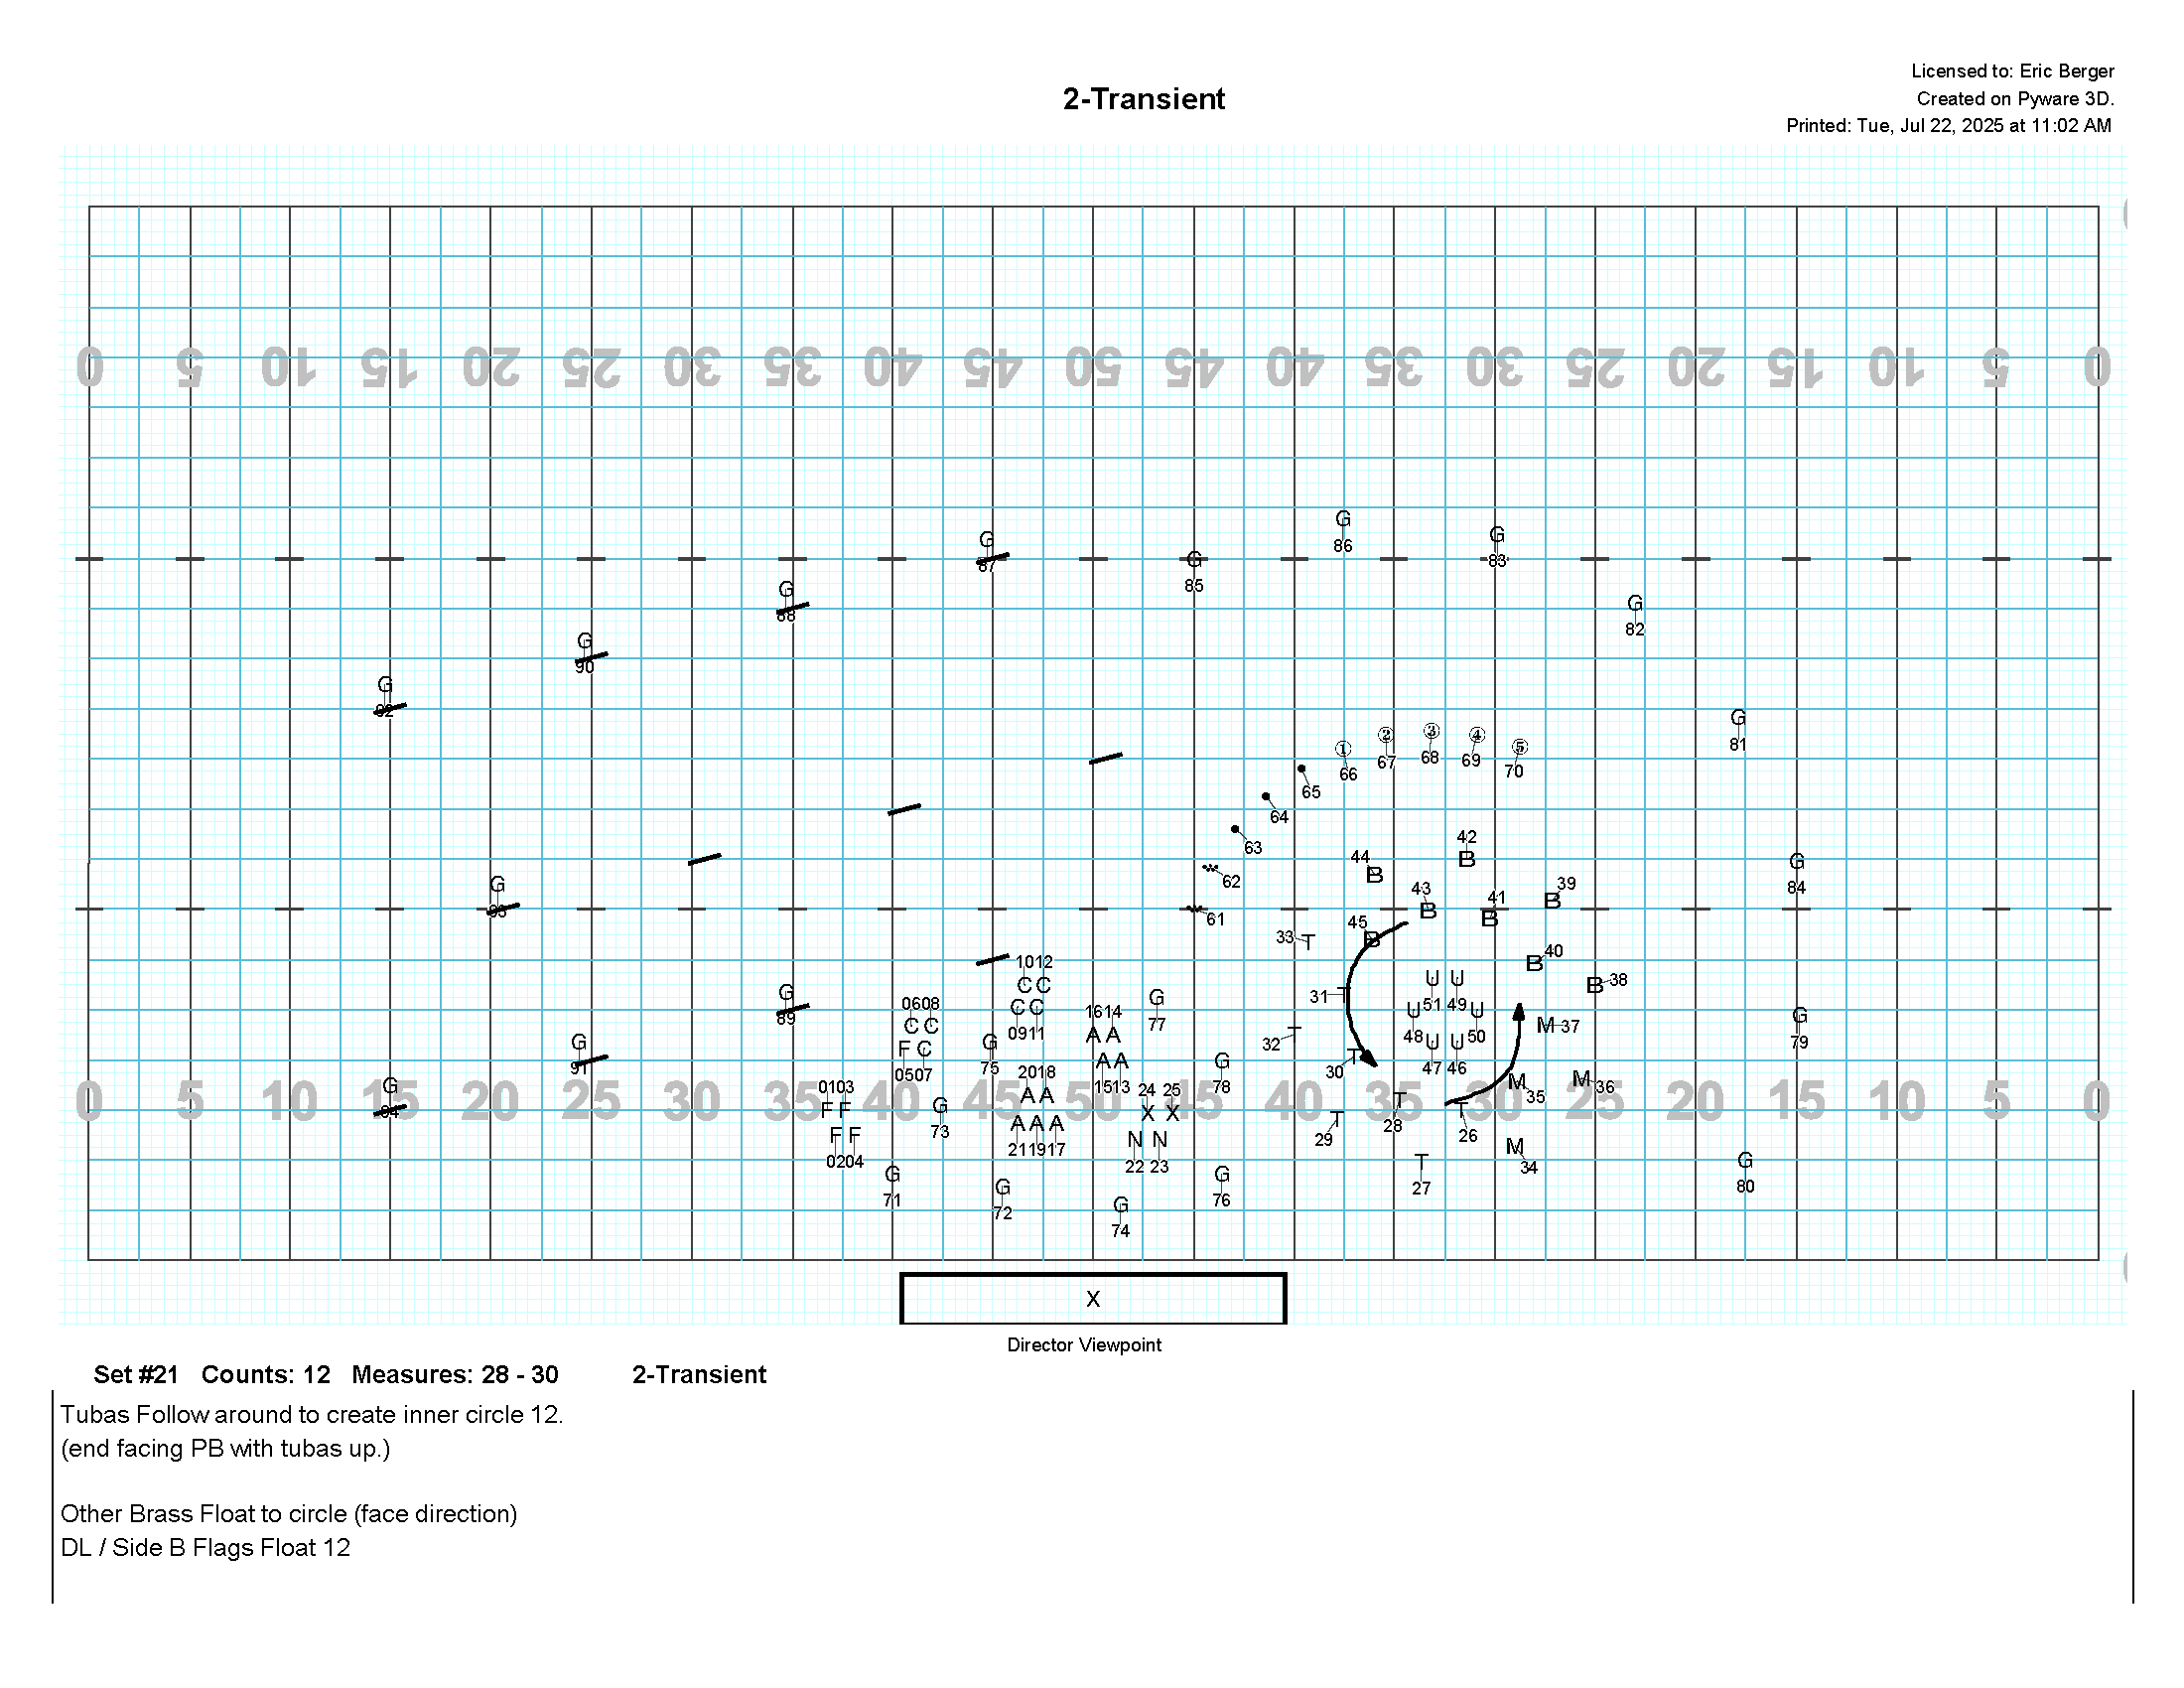 Licensed to: Eric Berger
2-Transient
Created on Pyware 3D.
Printed: Tue, Jul 22, 2025 at 11:02 AM
0 5 10 15 20 25 30 35 40 45 50 45 40 35 30 25 20 15 10 5 0
G
86
G
83
G
87
G
85
G
88
G
82
G
90
G
92
G
81
① ② ③ ④ ⑤
66 67 68 69 70
65
64
63
62
61
42
B
44
B
43
B
41
B
39
B
G
84
G
93
45
B
33 T
40
B
B 38
1012
C C
C C
0911
31 T
U U
51 49
U U
48 50
U U
47 46
G
89
0608
C C
F C
0507
G
77
1614
A A
A A
1513
M 37
G
79
32 T
30 T
G
91
G
75
G
78
2018
A A
A A A
211917
24 25
X X
N N
22 23
0 5 10 15 20 25 30 35 40 45 50 45 40 35 30 25 20 15 10 5 0
G
94
0103
F F
F F
0204
G
73
M
35
M 36
T
28
T
29
T
26
M
34
T
27
G
80
G
71
G
72
G
74
G
76
X
Director Viewpoint
Set #21 Counts: 12 Measures: 28 - 30 2-Transient
Tubas Follow around to create inner circle 12.
(end facing PB with tubas up.)
Other Brass Float to circle (face direction)
DL / Side B Flags Float 12